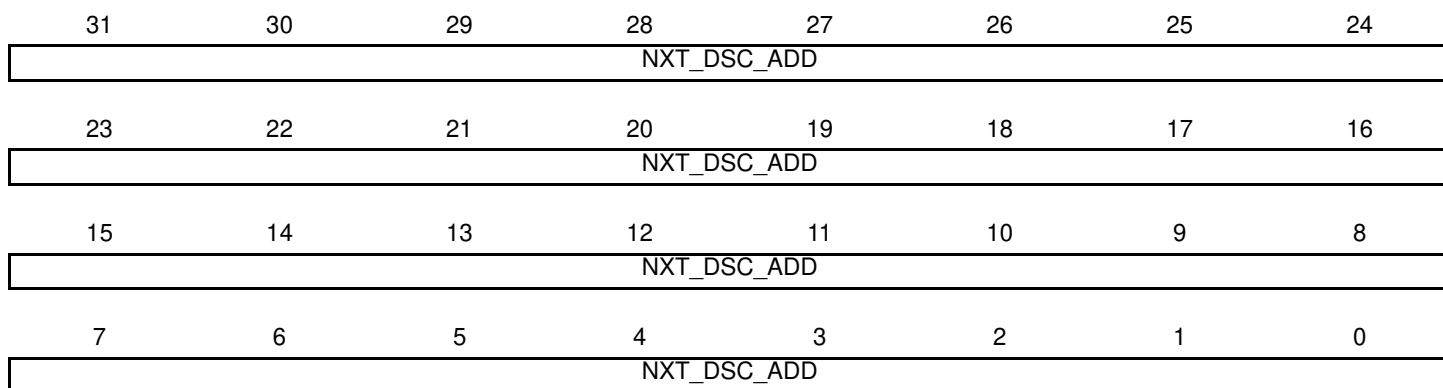 31 30 29 28 27 26 25 24
NXT_DSC_ADD
23 22 21 20 19 18 17 16
NXT_DSC_ADD
15 14 13 12 11 10 9 8
NXT_DSC_ADD
7 6 5 4 3 2 1 0
NXT_DSC_ADD